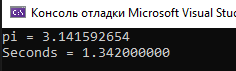 Консоль отладки Microsoft Visual Stud
pi = 3.141592654
Seconds = 1.342000000